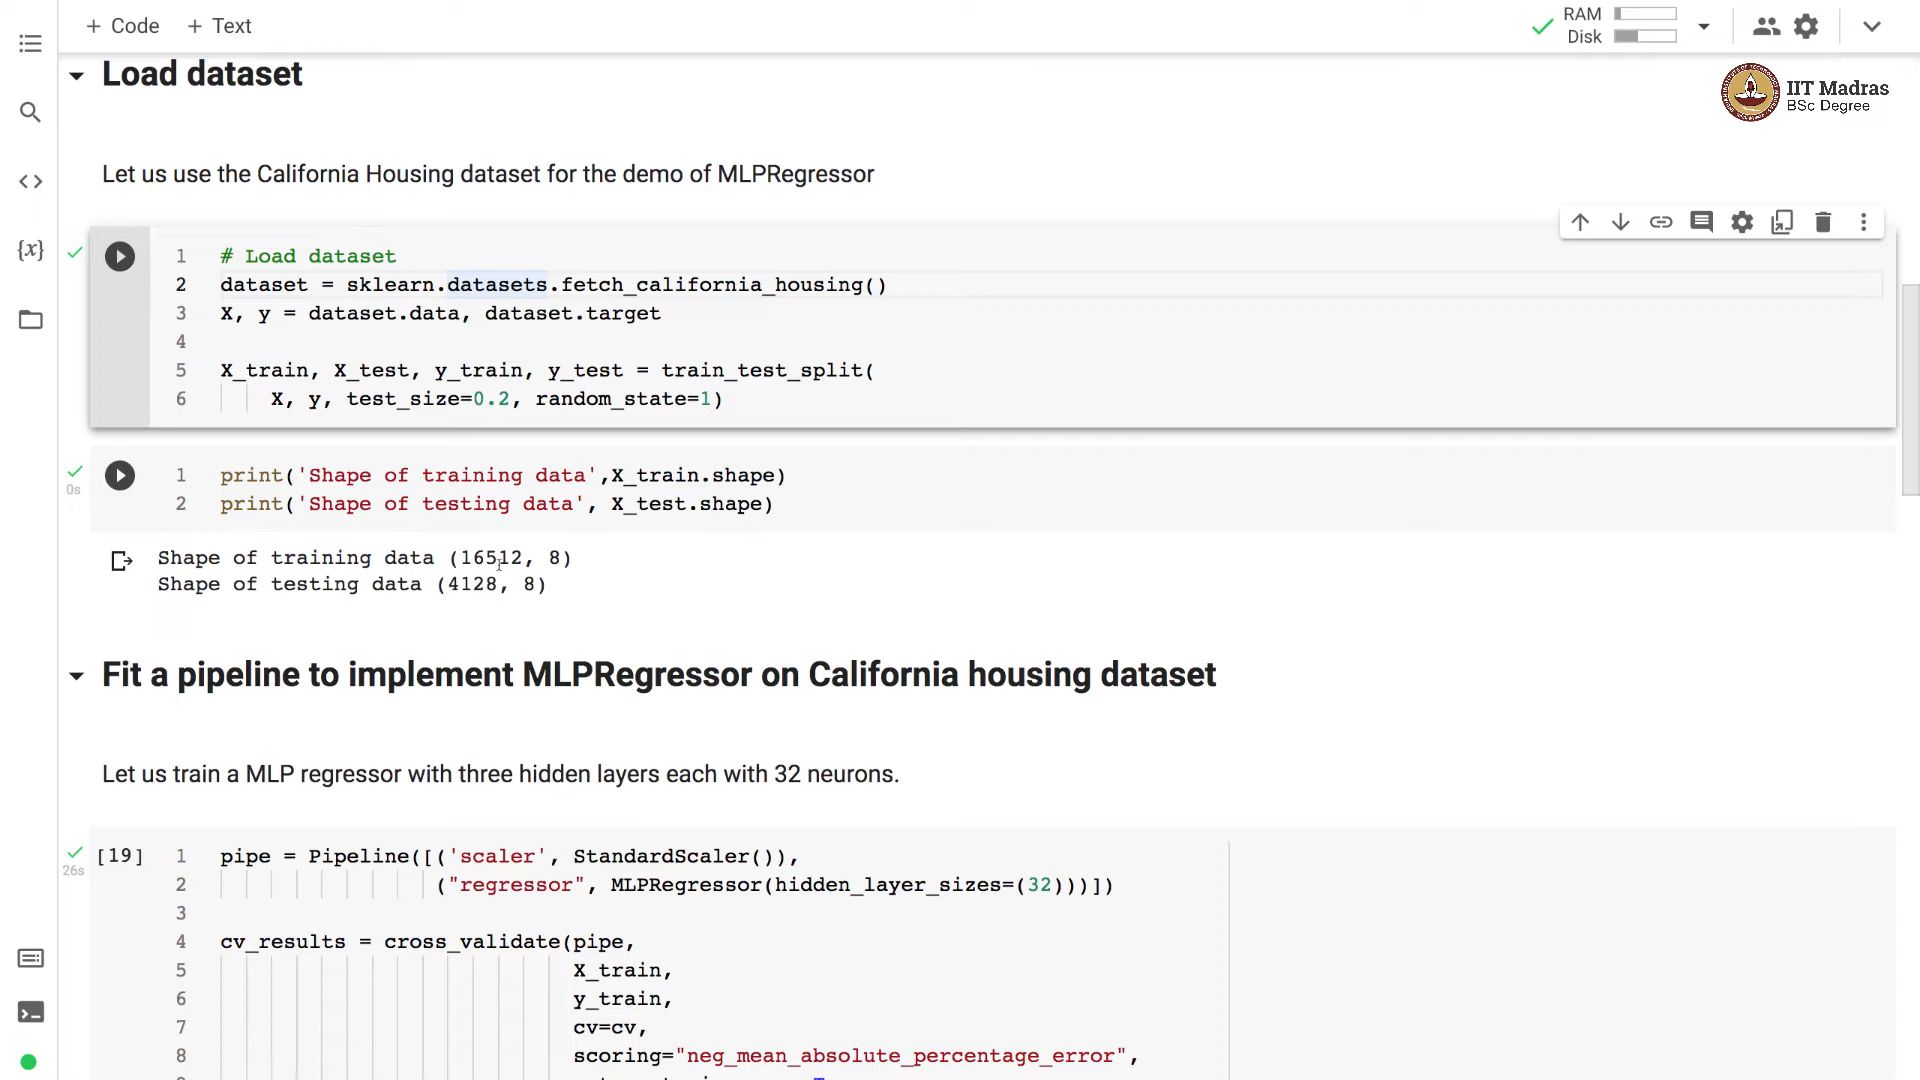 + Code + Text
RAM
Disk
Load dataset
IIT Madras
BSc Degree
Let us use the California Housing dataset for the demo of MLPRegressor
{x}
1 # Load dataset
2 dataset = sklearn.datasets.fetch_california_housing()
3 X, y = dataset.data, dataset.target
4
5 X_train, X_test, y_train, y_test = train_test_split(
6 X, y, test_size=0.2, random_state=1)
0s
1 print('Shape of training data',X_train.shape)
2 print('Shape of testing data', X_test.shape)
Shape of training data (16512, 8)
Shape of testing data (4128, 8)
Fit a pipeline to implement MLPRegressor on California housing dataset
Let us train a MLP regressor with three hidden layers each with 32 neurons.
26s
[19] 1 pipe = Pipeline([('scaler', StandardScaler()),
2 ("regressor", MLPRegressor(hidden_layer_sizes=(32)))])
3
4 cv_results = cross_validate(pipe,
5 X_train,
6 y_train,
7 cv=cv,
8 scoring="neg_mean_absolute_percentage_error",